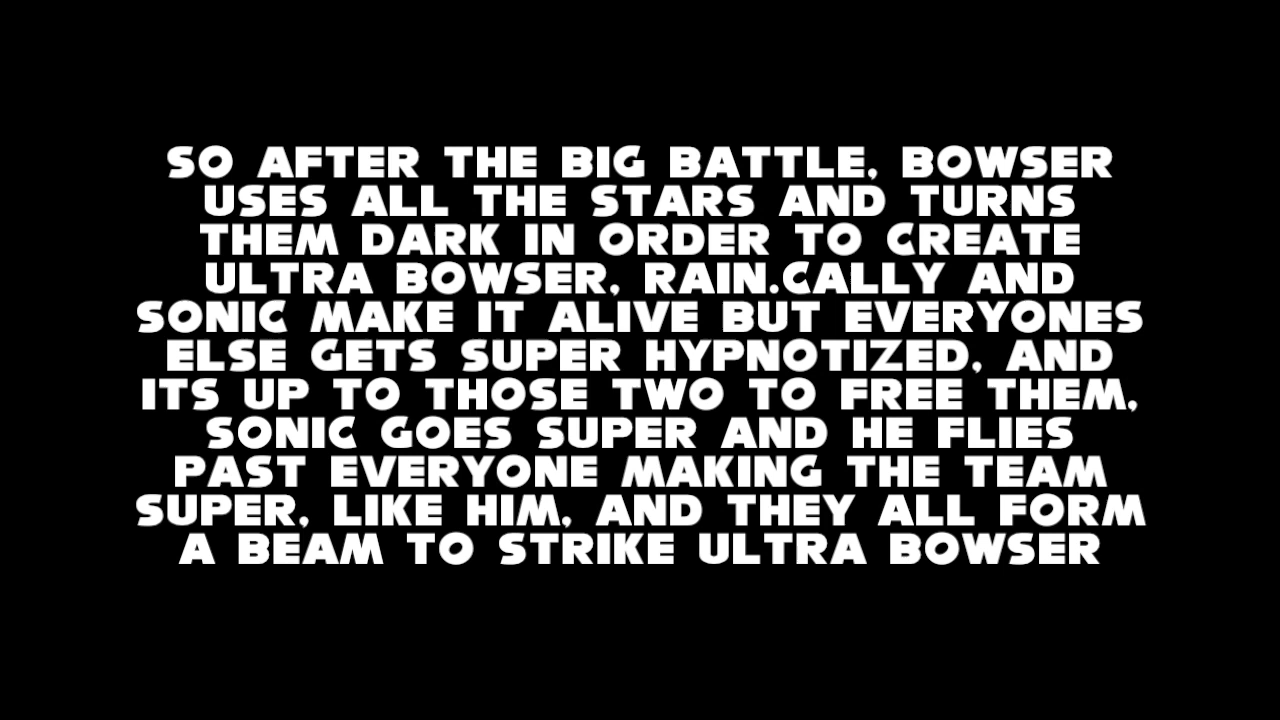 SO AFTER THE BIG BATTLE, BOWSER
USES ALL THE STARS AND TURNS
THEM DARK IN ORDER TO CREATE
ULTRA BOWSER, RAIN.CALLY AND
SONIC MAKE IT ALIVE BUT EVERYONES
ELSE GETS SUPER HYPNOTIZED, AND
ITS UP TO THOSE TWO TO FREE THEM,
SONIC GOES SUPER AND HE FLIES
PAST EVERYONE MAKING THE TEAM
SUPER, LIKE HIM, AND THEY ALL FORM
A BEAM TO STRIKE ULTRA BOWSER